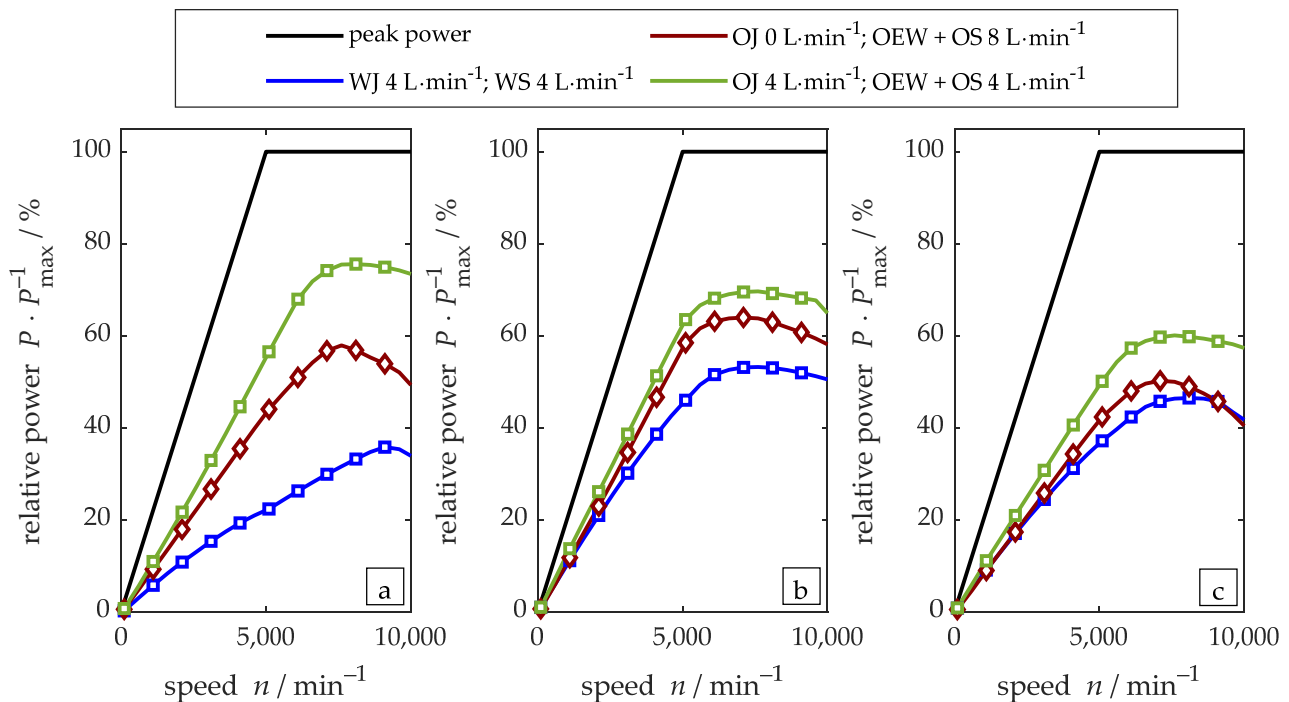 peak power
OJ 0 L·min⁻¹; OEW + OS 8 L·min⁻¹
WJ 4 L·min⁻¹; WS 4 L·min⁻¹
OJ 4 L·min⁻¹; OEW + OS 4 L·min⁻¹
relative power P · P⁻¹max / %
100
80
60
40
20
0
0
5,000
10,000
speed n / min⁻¹
a
relative power P · P⁻¹max / %
100
80
60
40
20
0
0
5,000
10,000
speed n / min⁻¹
b
relative power P · P⁻¹max / %
100
80
60
40
20
0
0
5,000
10,000
speed n / min⁻¹
c